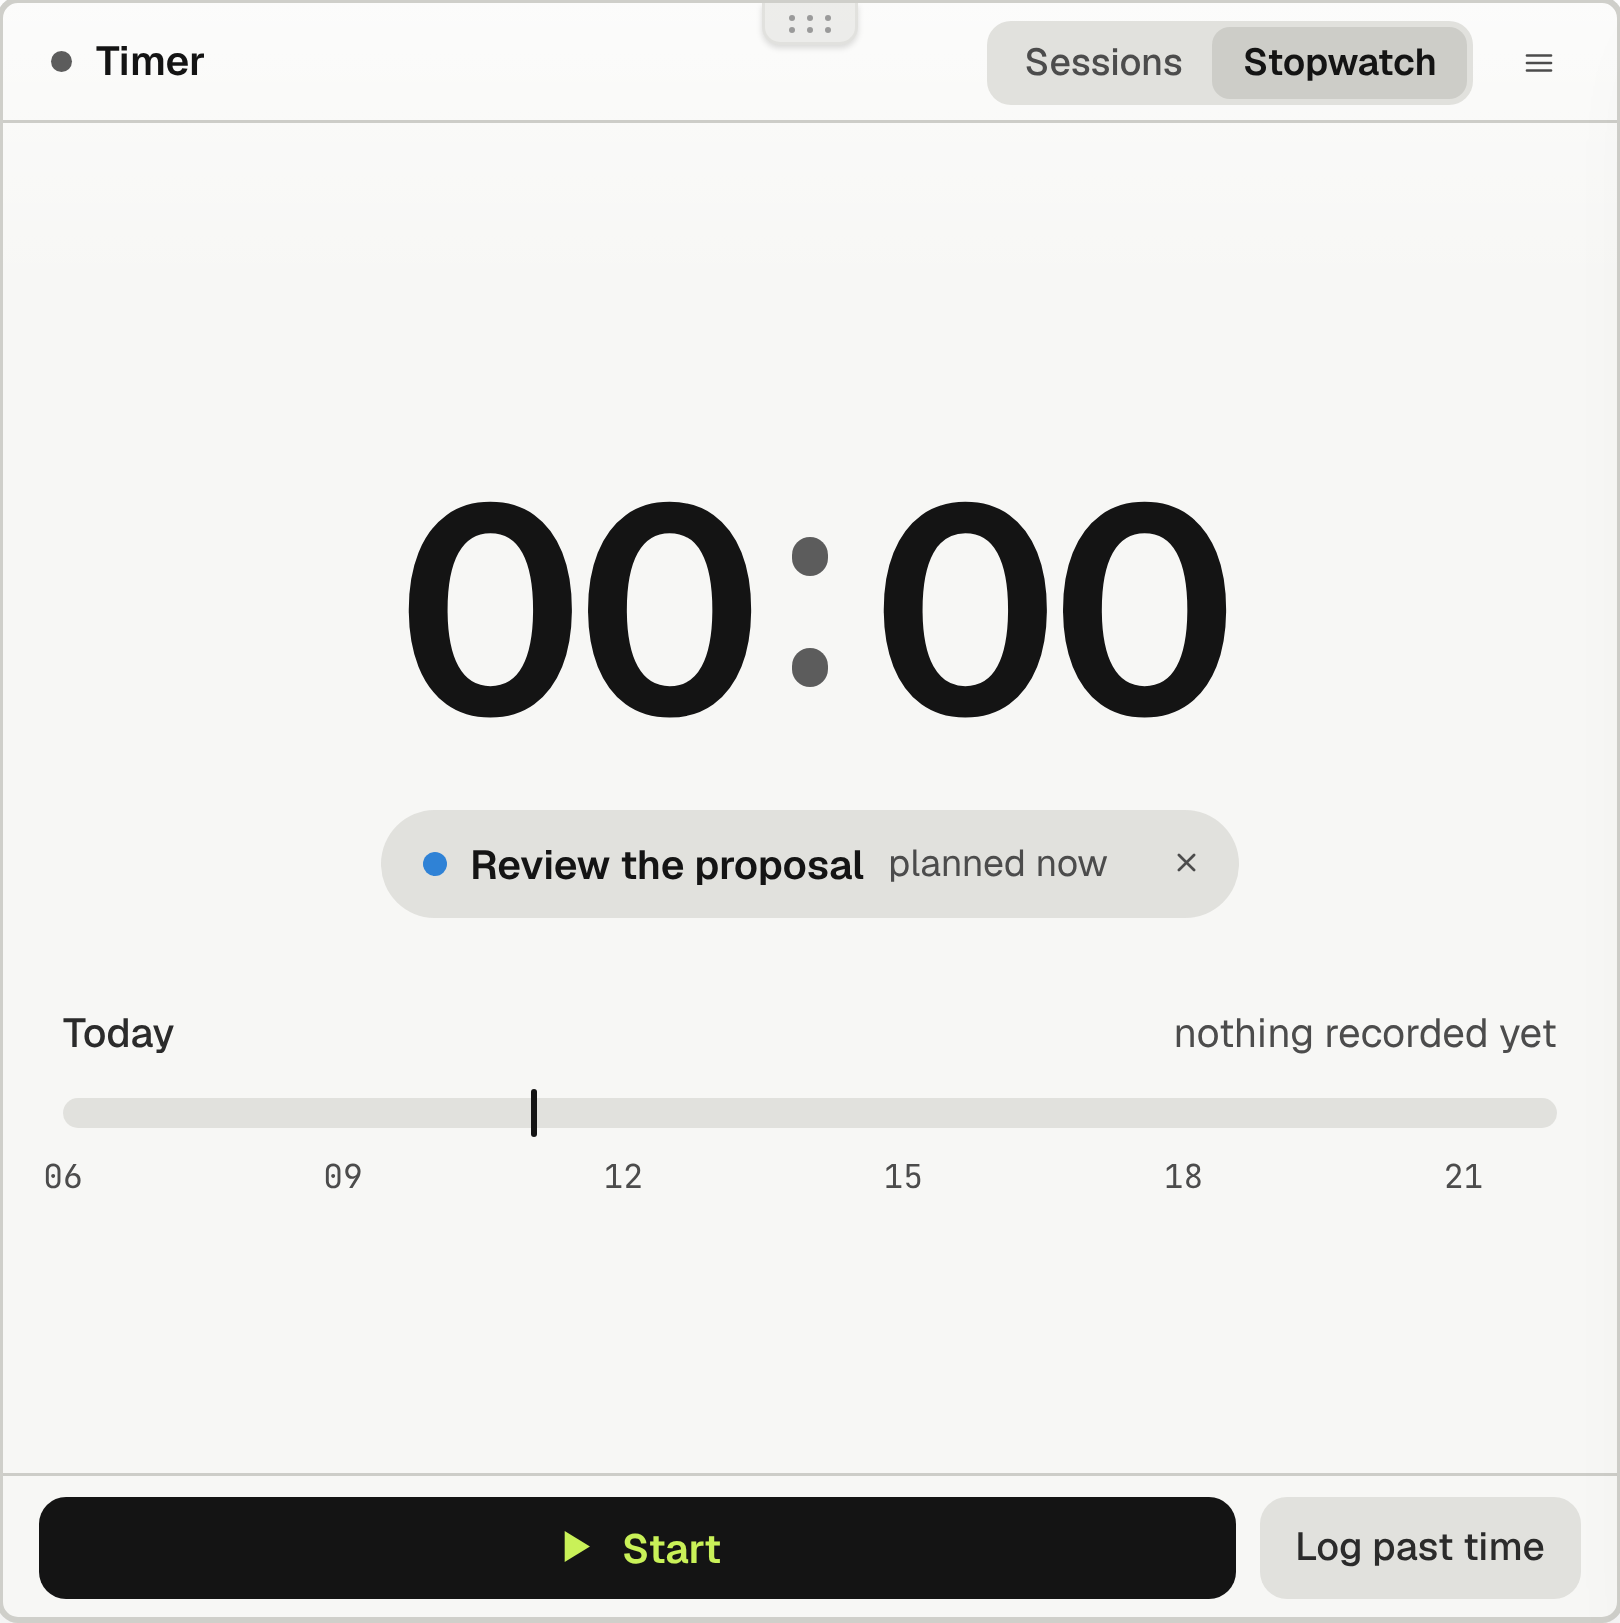 Timer
Sessions Stopwatch
00:00
Review the proposal planned now
Today nothing recorded yet
06 09 12 15 18 21
Start Log past time